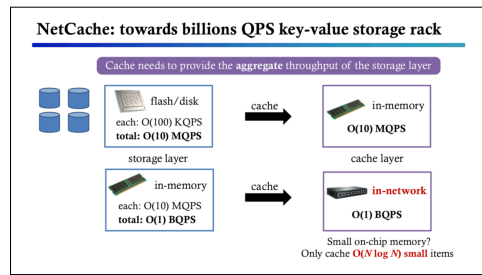 NetCache: towards billions QPS key-value storage rack
Cache needs to provide the aggregate throughput of the storage layer
flash/disk
each: O(100) KQPS
total: O(10) MQPS
cache
in-memory
O(10) MQPS
storage layer
cache layer
in-memory
each: O(10) MQPS
total: O(1) BQPS
cache
in-network
O(1) BQPS
Small on-chip memory?
Only cache O(N log N) small items